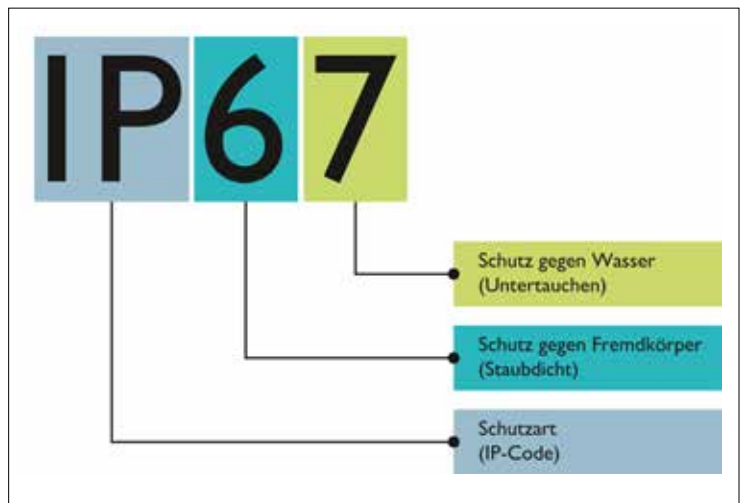 IP67
Schutz gegen Wasser
(Untertauchen)
Schutz gegen Fremdkörper
(Staubdicht)
Schutzart
(IP-Code)